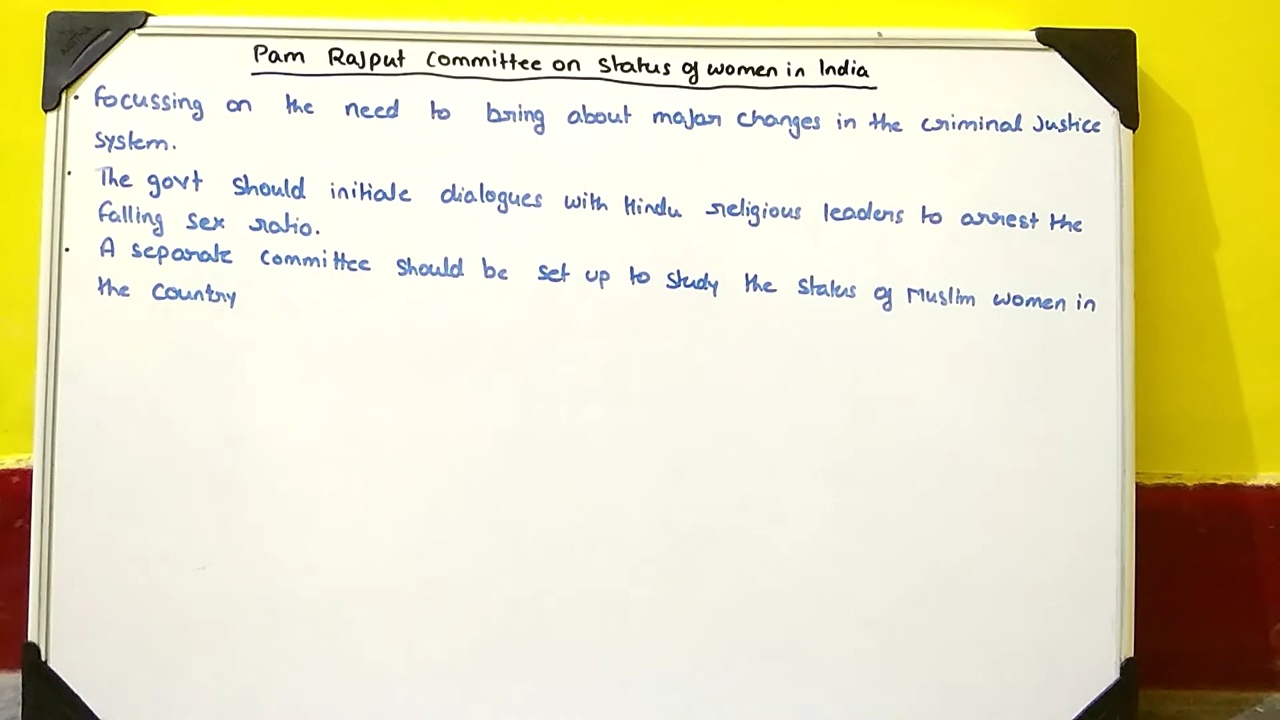 Pam Rajput Committee on Status of women in India
• Focussing on the need to bring about major changes in the criminal Justice
system.
• The govt should initiate dialogues with Hindu religious leaders to arrest the
falling sex ratio.
• A separate committee should be set up to study the status of Muslim women in
the country